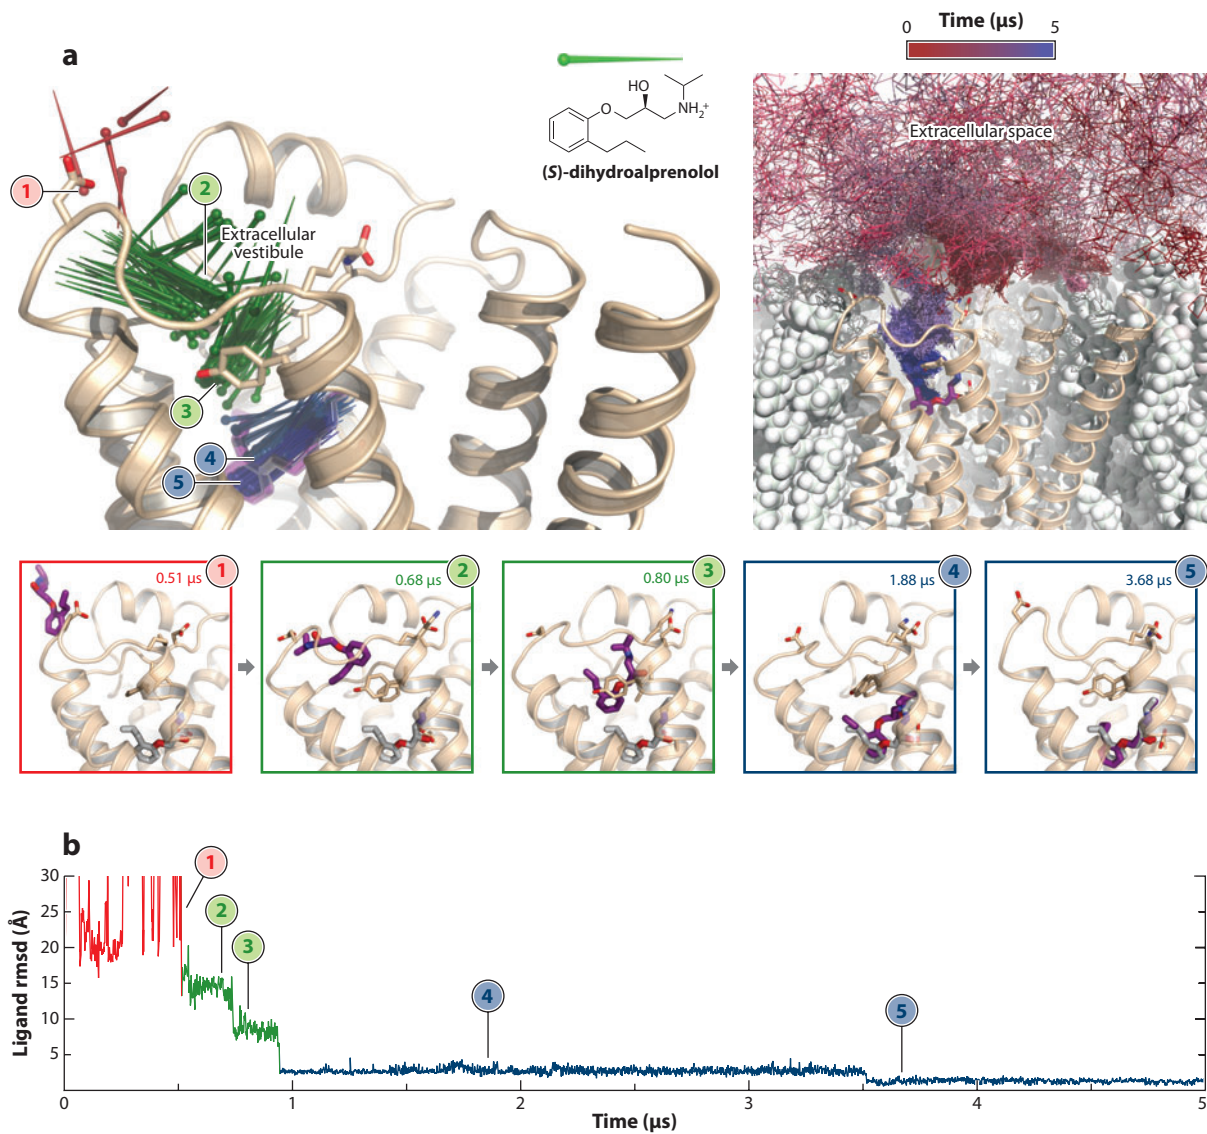 a
Time (µs)
0
5
HO
O
NH₂⁺
(S)-dihydroalprenolol
Extracellular space
1
2
Extracellular
vestibule
3
4
5
0.51 µs
1
0.68 µs
2
0.80 µs
3
1.88 µs
4
3.68 µs
5
b
Ligand rmsd (Å)
30
25
20
15
10
5
1
2
3
4
5
0
1
2
3
4
5
Time (µs)